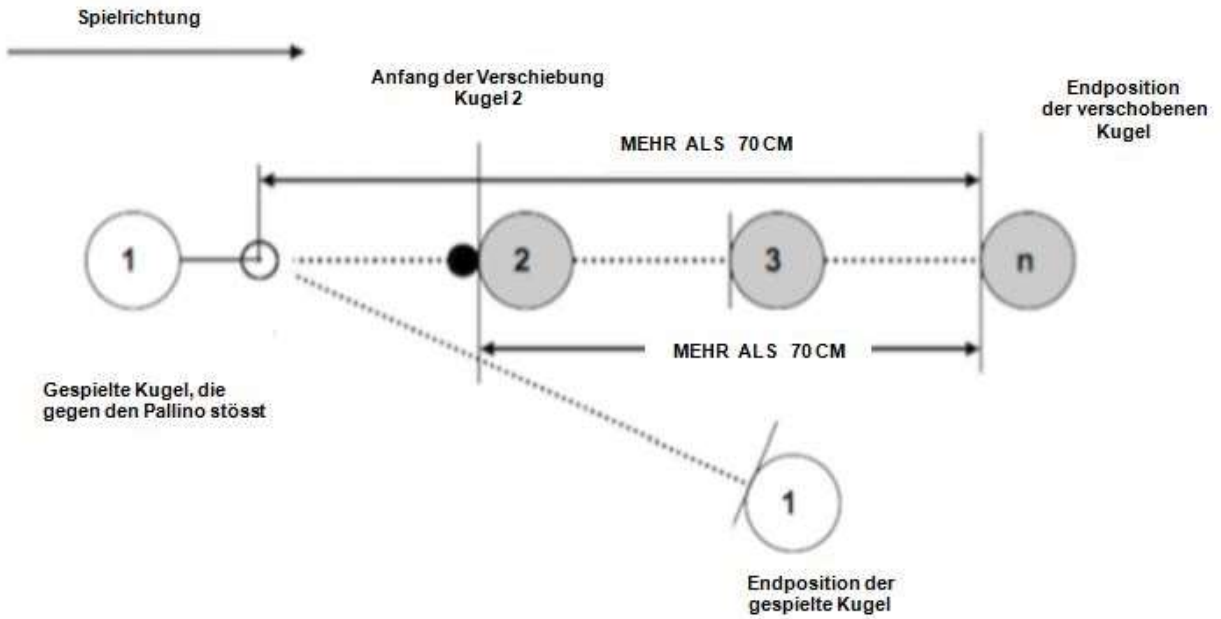 Spielrichtung
Anfang der Verschiebung
Kugel 2
Endposition
der verschobenen
Kugel
MEHR ALS 70 CM
1
2
3
n
MEHR ALS 70 CM
Gespielte Kugel, die
gegen den Pallino stösst
1
Endposition der
gespielte Kugel